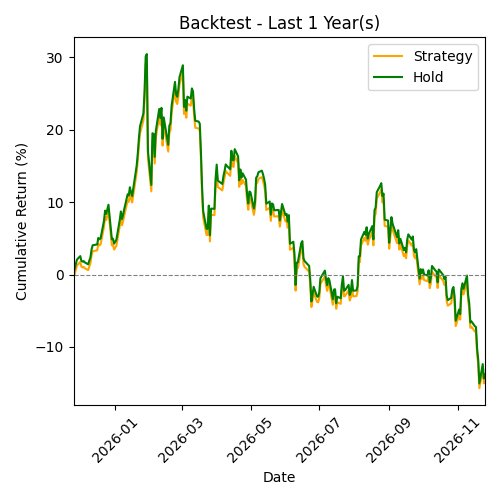 Backtest - Last 1 Year(s)
Strategy
Hold
Cumulative Return (%)
30
20
10
0
−10
2026-01
2026-03
2026-05
2026-07
2026-09
2026-11
Date